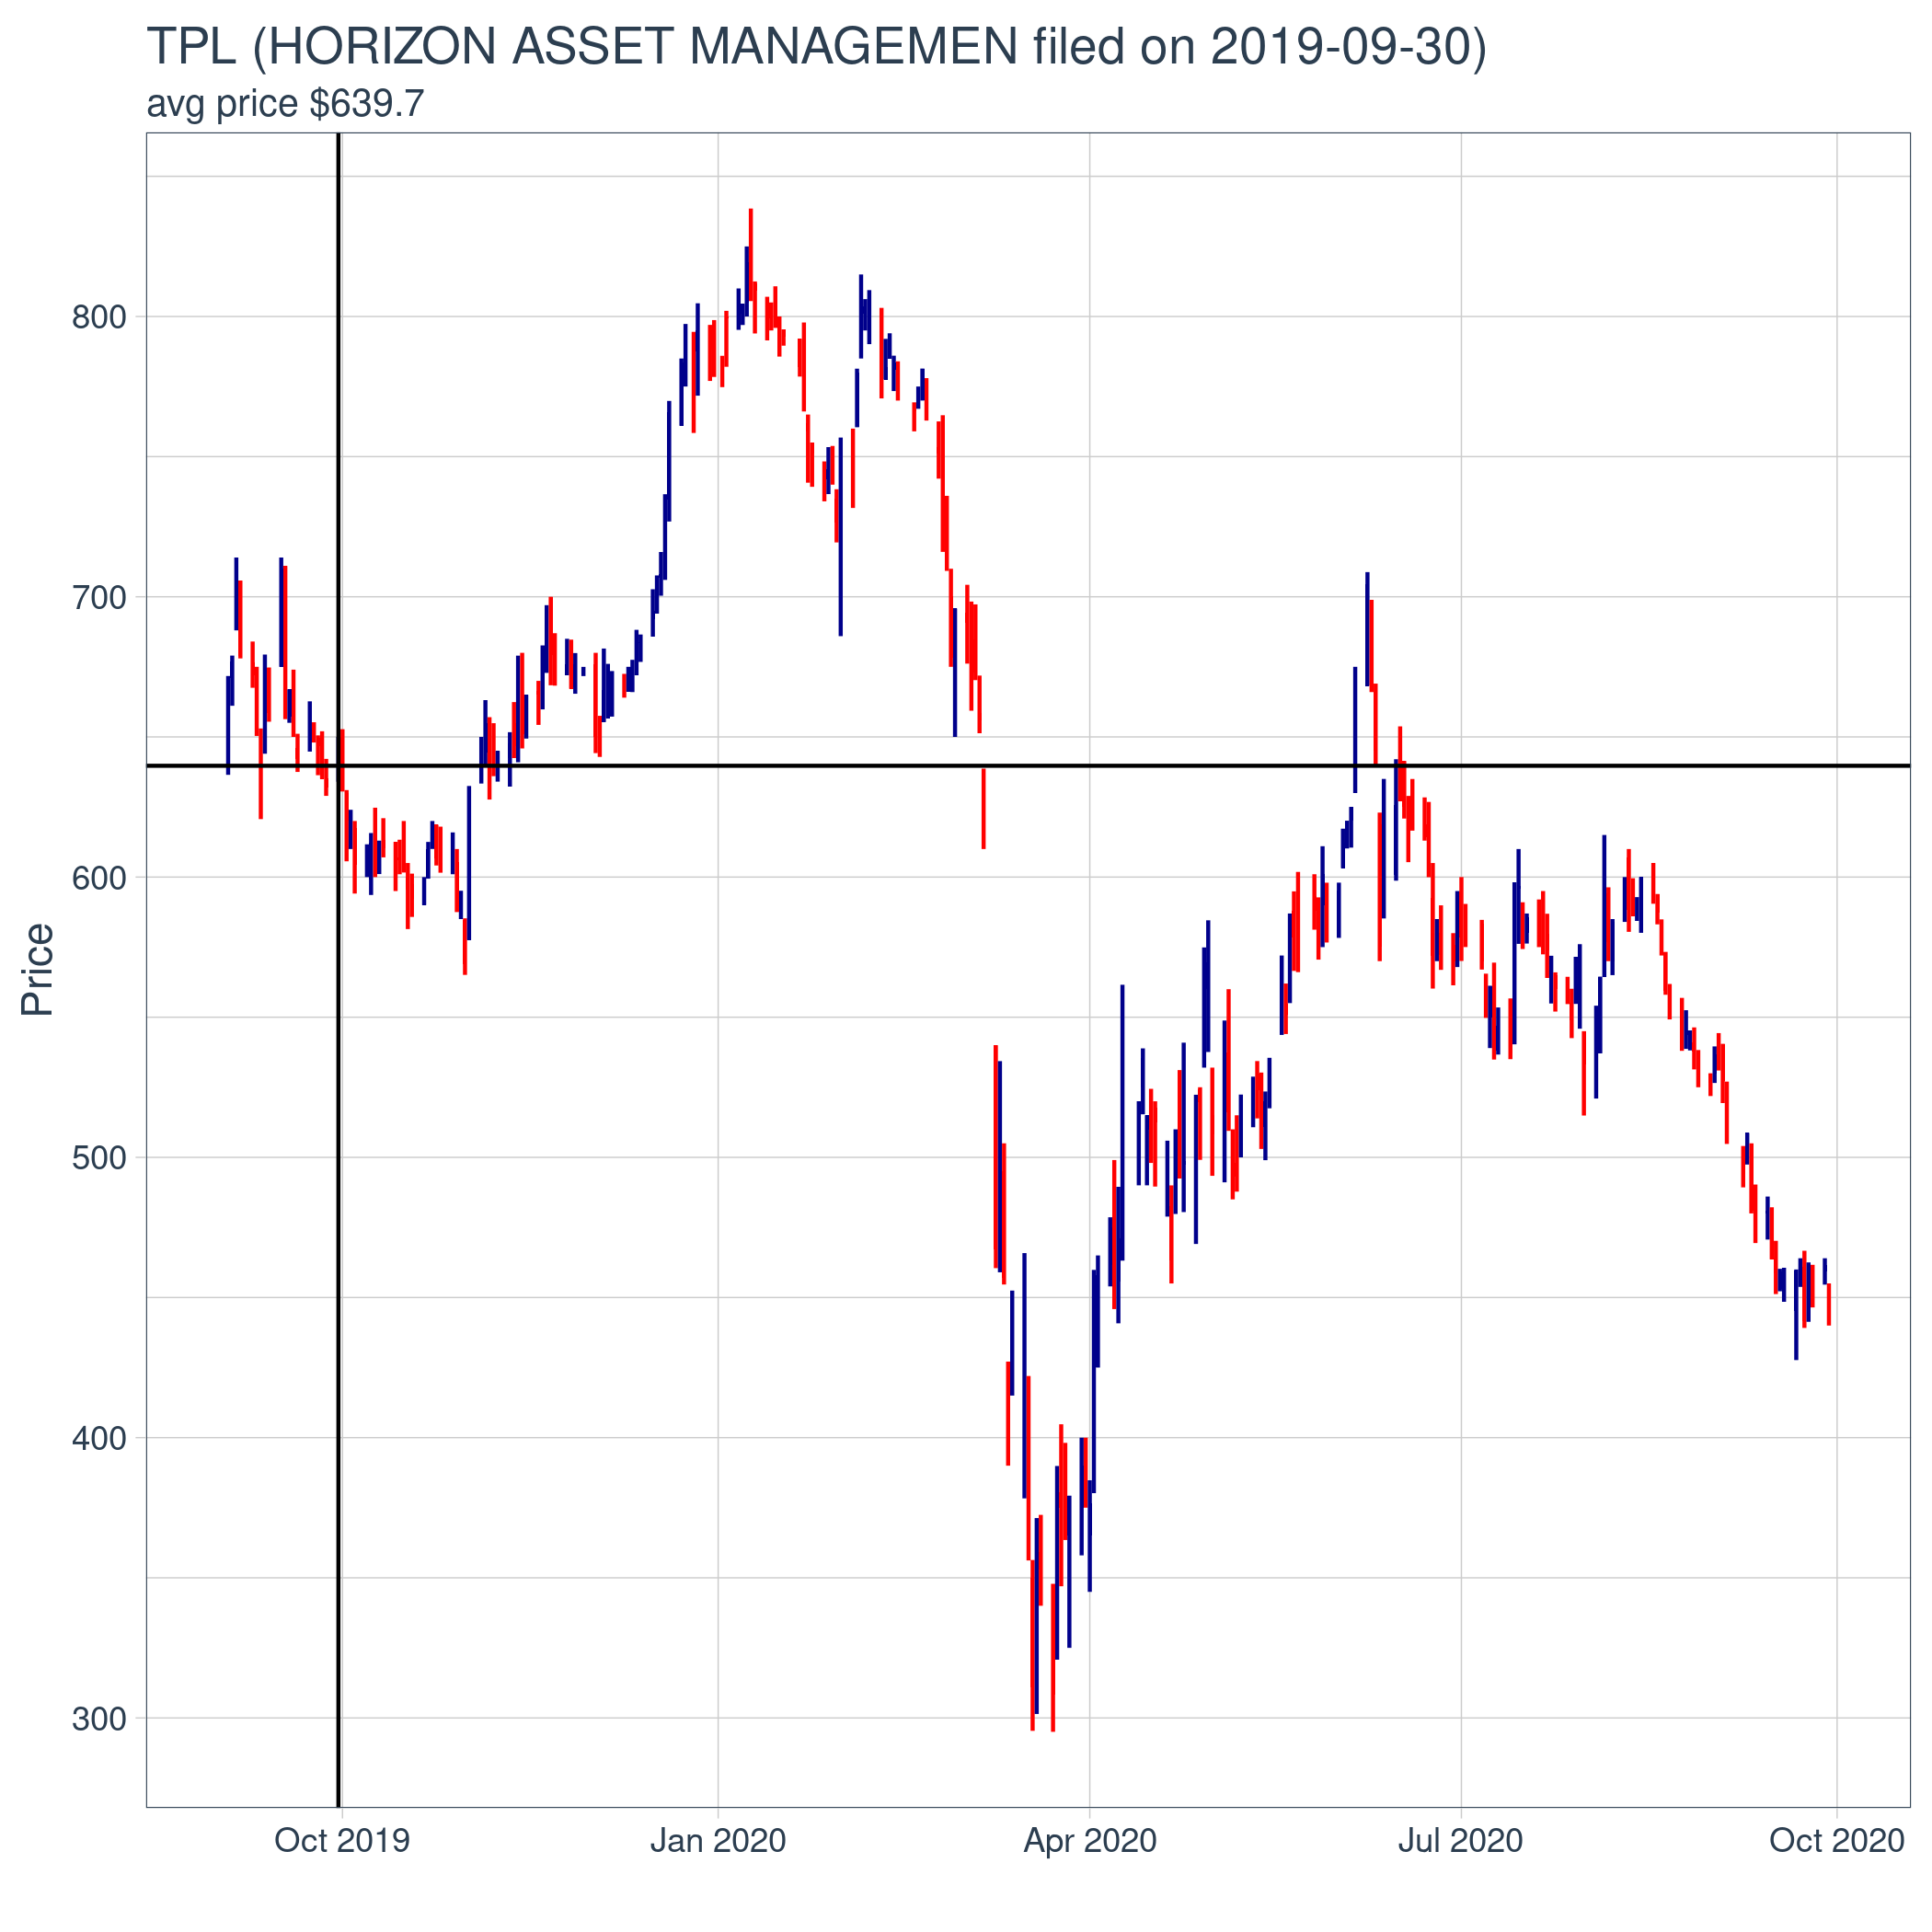 TPL (HORIZON ASSET MANAGEMEN filed on 2019-09-30)
avg price $639.7
800
700
600
500
400
300
Price
Oct 2019
Jan 2020
Apr 2020
Jul 2020
Oct 2020